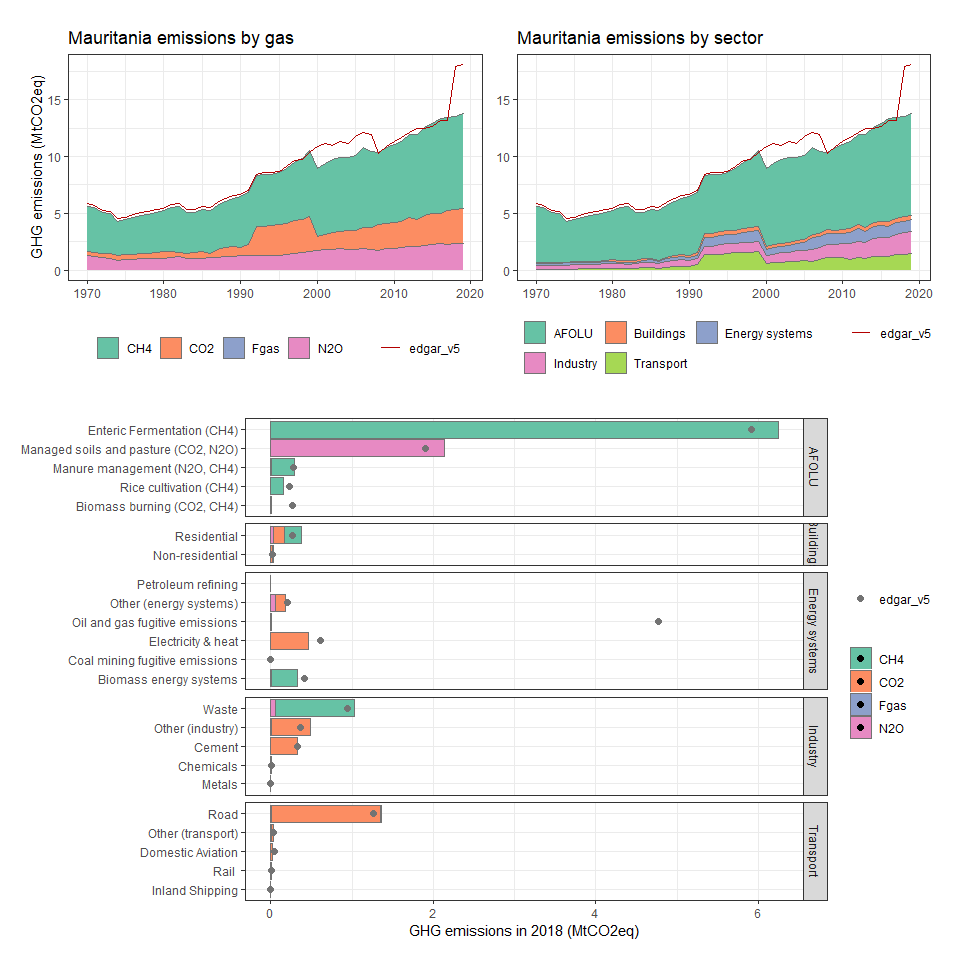 Mauritania emissions by gas
GHG emissions (MtCO2eq)
15
10
5
0
1970 1980 1990 2000 2010 2020
CH4 CO2 Fgas N2O edgar_v5
Mauritania emissions by sector
15
10
5
0
1970 1980 1990 2000 2010 2020
AFOLU Buildings Energy systems edgar_v5
Industry Transport
Enteric Fermentation (CH4)
Managed soils and pasture (CO2, N2O)
Manure management (N2O, CH4)
Rice cultivation (CH4)
Biomass burning (CO2, CH4)
AFOLU
Residential
Non-residential
Building
Petroleum refining
Other (energy systems)
Oil and gas fugitive emissions
Electricity & heat
Coal mining fugitive emissions
Biomass energy systems
Energy systems
Waste
Other (industry)
Cement
Chemicals
Metals
Industry
Road
Other (transport)
Domestic Aviation
Rail
Inland Shipping
Transport
0 2 4 6
GHG emissions in 2018 (MtCO2eq)
edgar_v5
CH4
CO2
Fgas
N2O